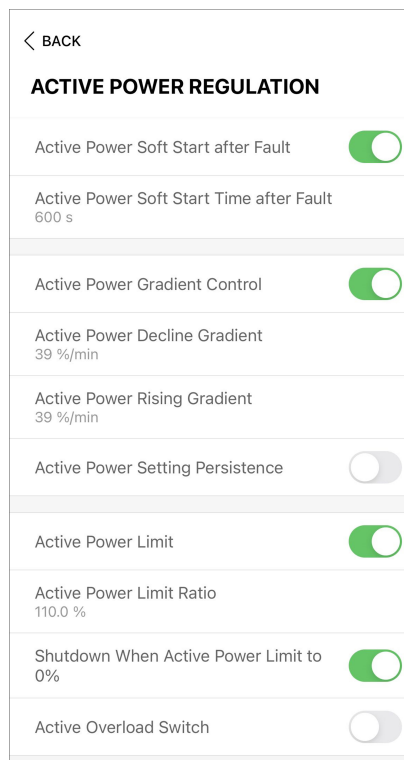 BACK
ACTIVE POWER REGULATION
Active Power Soft Start after Fault
Active Power Soft Start Time after Fault
600 s
Active Power Gradient Control
Active Power Decline Gradient
39 %/min
Active Power Rising Gradient
39 %/min
Active Power Setting Persistence
Active Power Limit
Active Power Limit Ratio
110.0 %
Shutdown When Active Power Limit to
0%
Active Overload Switch